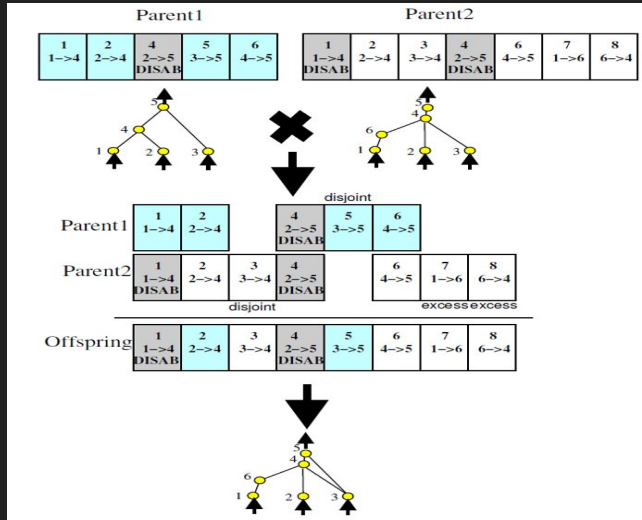 Parent1 Parent2
1 2 4 5 6 1 2 3 4 6 7 8
1->4 2->4 2->5 3->5 4->5 1->4 2->4 3->4 2->5 4->5 1->6 6->4
DISAB DISAB DISAB
5 5
4 4
6
1 2 3 1 2 3
disjoint
Parent1 1 2 4 5 6
1->4 2->4 2->5 3->5 4->5
DISAB
Parent2 1 2 3 4 6 7 8
1->4 2->4 3->4 2->5 4->5 1->6 6->4
DISAB DISAB
disjoint excess excess
Offspring 1 2 3 4 5 6 7 8
1->4 2->4 3->4 2->5 3->5 4->5 1->6 6->4
DISAB DISAB
5
4
6
1 2 3